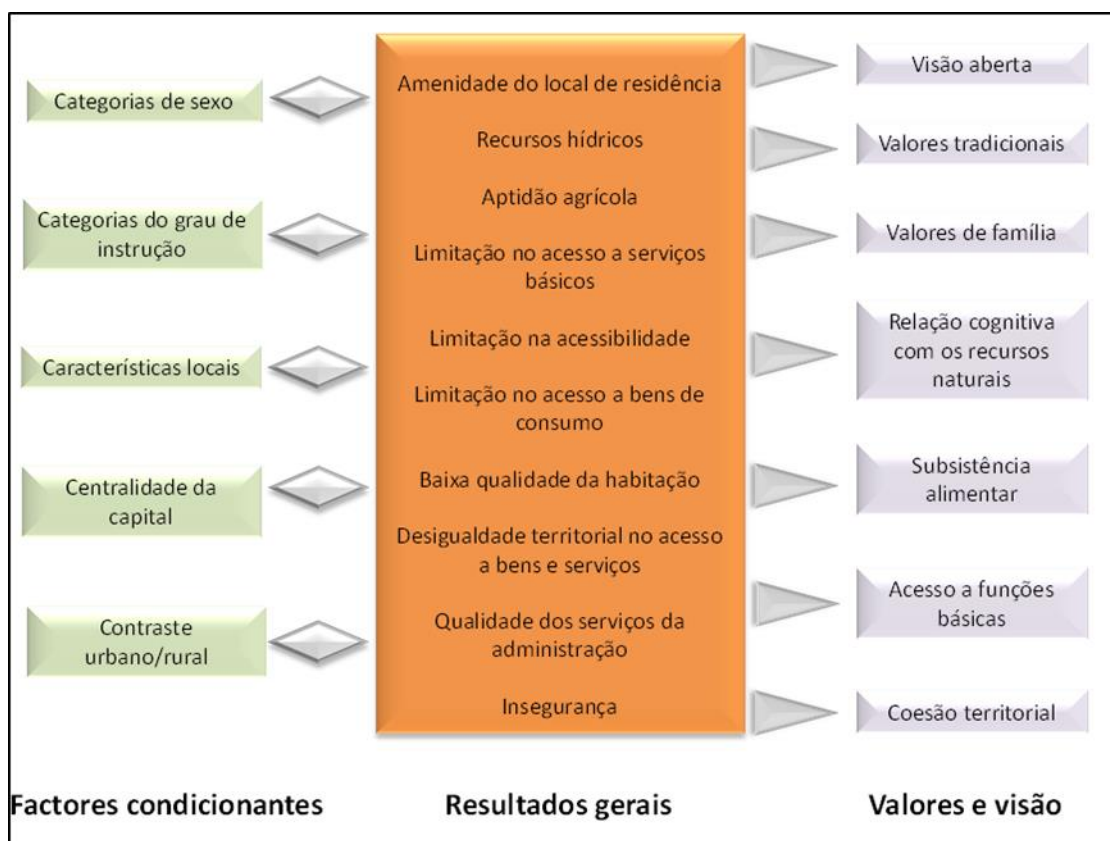 Categorias de sexo
Categorias do grau de
instrução
Características locais
Centralidade da
capital
Contraste
urbano/rural
Factores condicionantes
Amenidade do local de residência
Recursos hídricos
Aptidão agrícola
Limitação no acesso a serviços
básicos
Limitação na acessibilidade
Limitação no acesso a bens de
consumo
Baixa qualidade da habitação
Desigualdade territorial no acesso
a bens e serviços
Qualidade dos serviços da
administração
Insegurança
Resultados gerais
Visão aberta
Valores tradicionais
Valores de família
Relação cognitiva
com os recursos
naturais
Subsistência
alimentar
Acesso a funções
básicas
Coesão territorial
Valores e visão